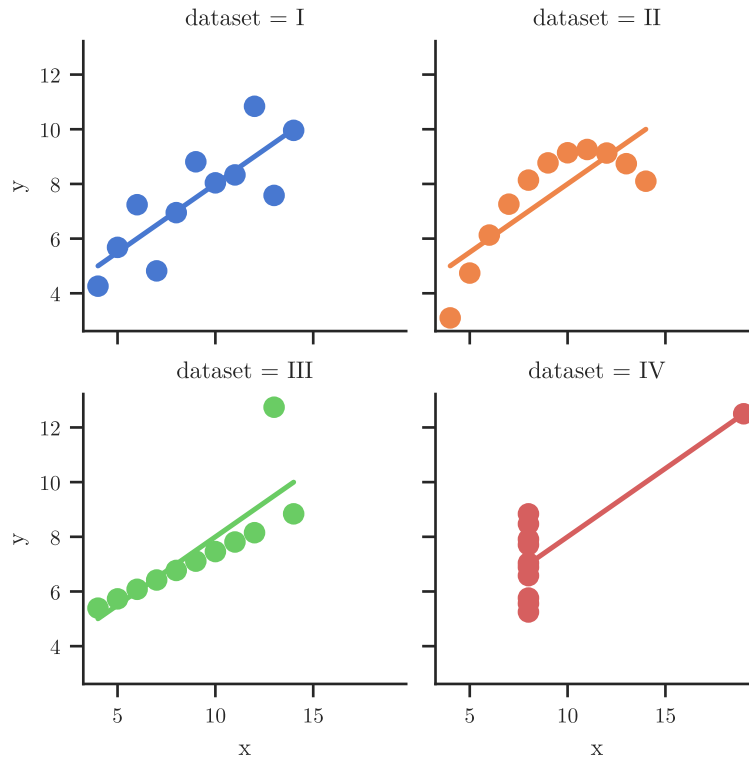 dataset = I
dataset = II
12
10
8
6
4
y
dataset = III
dataset = IV
12
10
8
6
4
y
5
10
15
5
10
15
x
x